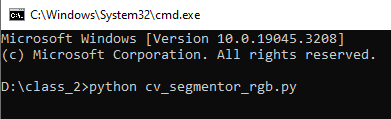 C:\Windows\System32\cmd.exe
Microsoft Windows [Version 10.0.19045.3208]
(c) Microsoft Corporation. All rights reserved.
D:\class_2>python cv_segmentor_rgb.py